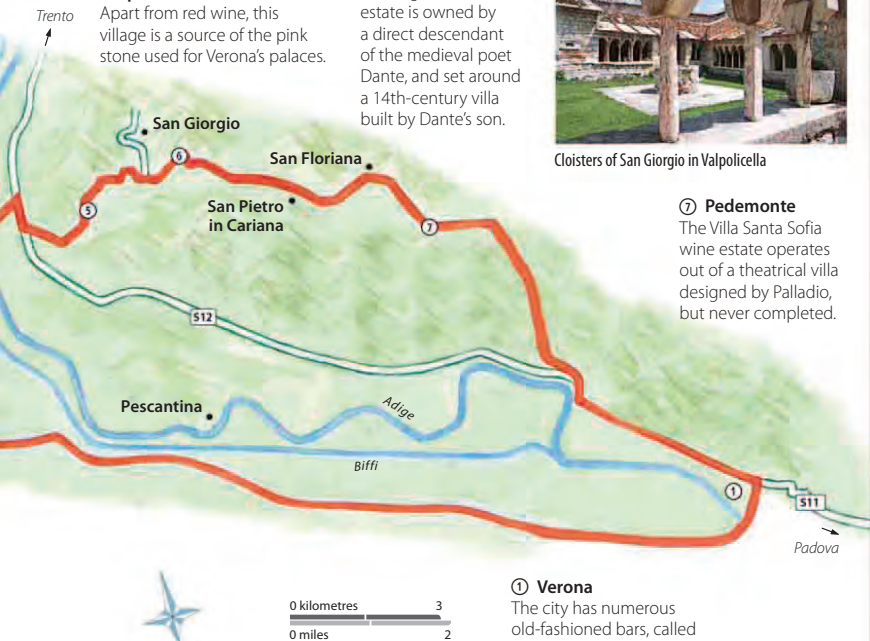 Apart from red wine, this
village is a source of the pink
stone used for Verona's palaces.
estate is owned by
a direct descendant
of the medieval poet
Dante, and set around
a 14th-century villa
built by Dante's son.
Cloisters of San Giorgio in Valpolicella
⑦ Pedemonte
The Villa Santa Sofia
wine estate operates
out of a theatrical villa
designed by Palladio,
but never completed.
Trento
San Giorgio
6
San Floriana
5
San Pietro
in Cariana
7
S12
Pescantina
Adige
Biffi
1
S11
Padova
0 kilometres 3
0 miles 2
① Verona
The city has numerous
old-fashioned bars, called